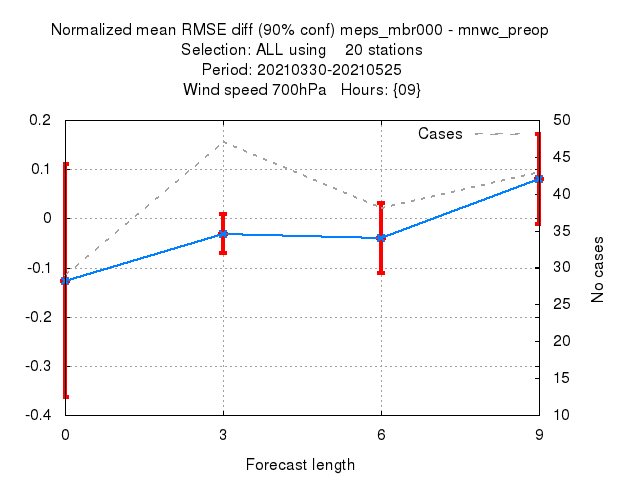 Normalized mean RMSE diff (90% conf) meps_mbr000 - mnwc_preop
Selection: ALL using    20 stations
Period: 20210330-20210525
Wind speed 700hPa   Hours: {09}
0.2
0.1
0
-0.1
-0.2
-0.3
-0.4
Cases
50
45
40
35
30
25
20
15
10
No cases
0 3 6 9
Forecast length